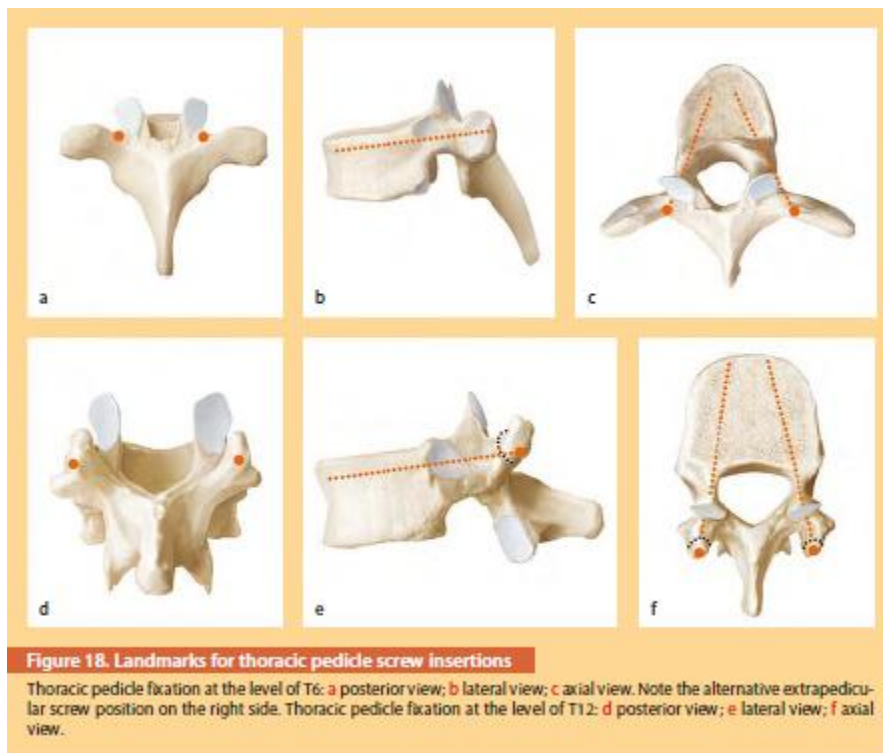 a
b
c
d
e
f
Figure 18. Landmarks for thoracic pedicle screw insertions
Thoracic pedicle fixation at the level of T6: a posterior view; b lateral view; c axial view. Note the alternative extrapedicu-
lar screw position on the right side. Thoracic pedicle fixation at the level of T12: d posterior view; e lateral view; f axial
view.